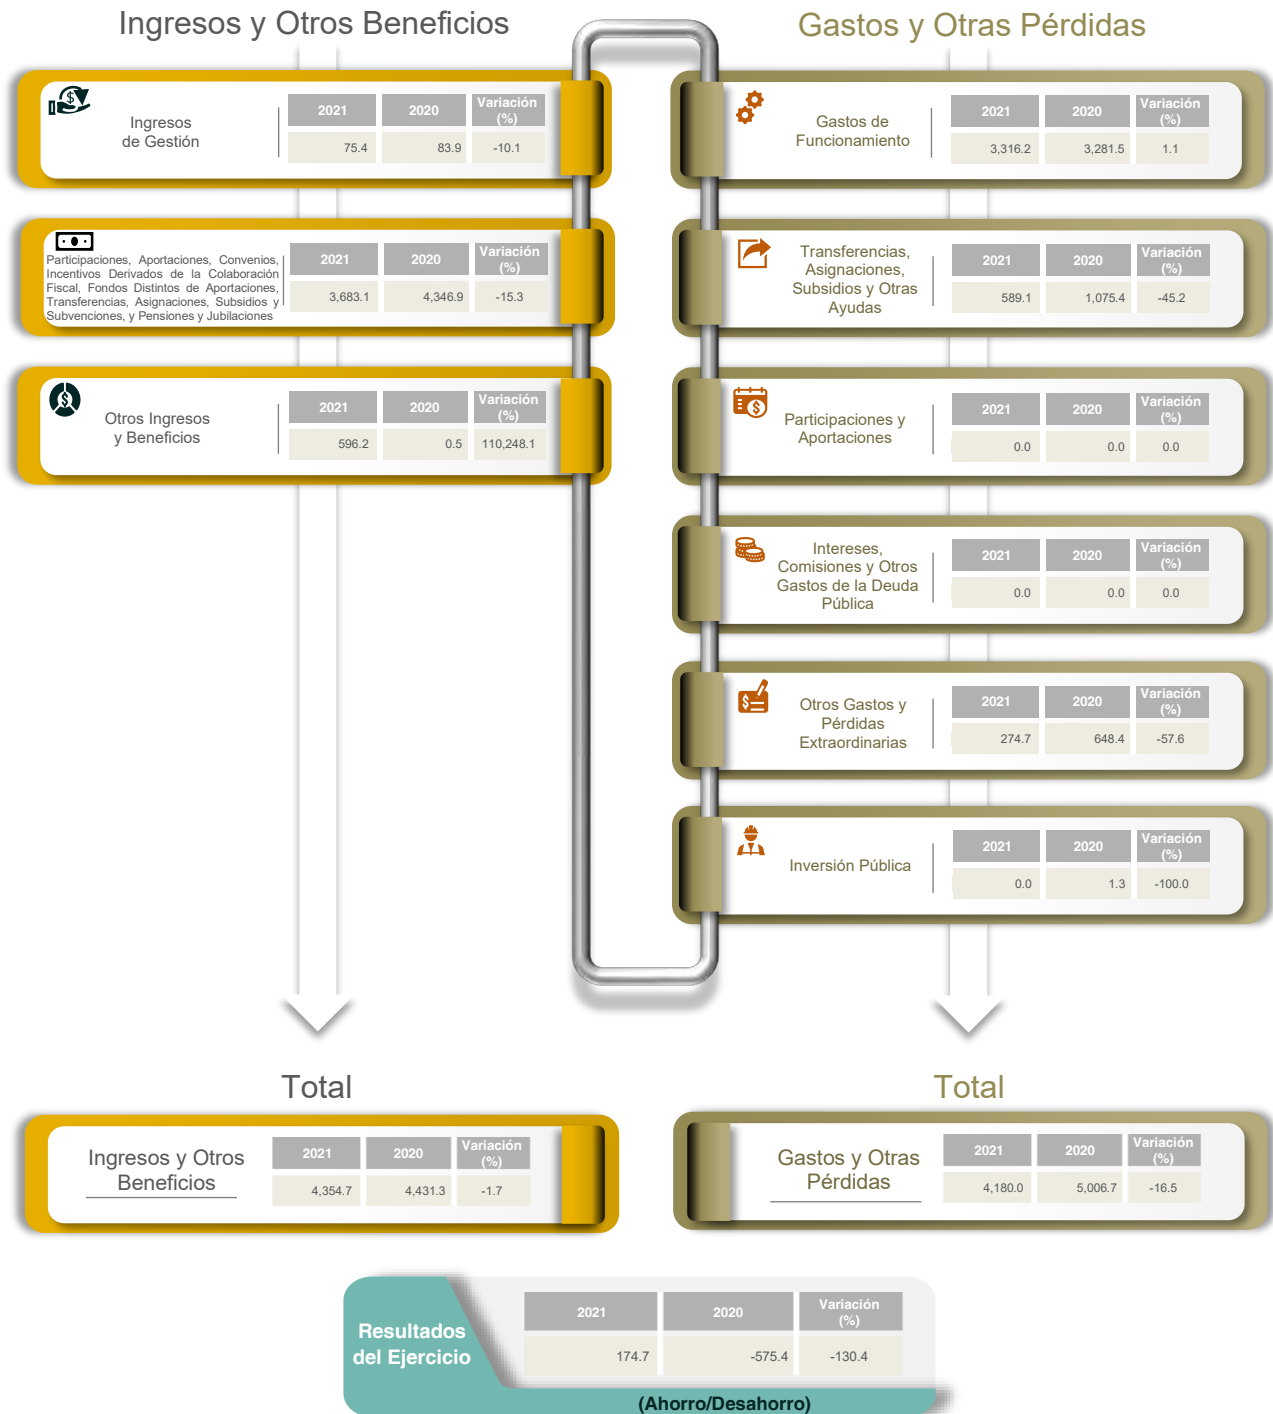 Ingresos y Otros Beneficios
Ingresos
de Gestión
2021 2020 Variación (%)
75.4 83.9 -10.1
Participaciones, Aportaciones, Convenios,
Incentivos Derivados de la Colaboración
Fiscal, Fondos Distintos de Aportaciones,
Transferencias, Asignaciones, Subsidios y
Subvenciones, y Pensiones y Jubilaciones
2021 2020 Variación (%)
3,683.1 4,346.9 -15.3
Otros Ingresos
y Beneficios
2021 2020 Variación (%)
596.2 0.5 110,248.1
Gastos y Otras Pérdidas
Gastos de
Funcionamiento
2021 2020 Variación (%)
3,316.2 3,281.5 1.1
Transferencias,
Asignaciones,
Subsidios y Otras
Ayudas
2021 2020 Variación (%)
589.1 1,075.4 -45.2
Participaciones y
Aportaciones
2021 2020 Variación (%)
0.0 0.0 0.0
Intereses,
Comisiones y Otros
Gastos de la Deuda
Pública
2021 2020 Variación (%)
0.0 0.0 0.0
Otros Gastos y
Pérdidas
Extraordinarias
2021 2020 Variación (%)
274.7 648.4 -57.6
Inversión Pública
2021 2020 Variación (%)
0.0 1.3 -100.0
Total
Ingresos y Otros
Beneficios
2021 2020 Variación (%)
4,354.7 4,431.3 -1.7
Total
Gastos y Otras
Pérdidas
2021 2020 Variación (%)
4,180.0 5,006.7 -16.5
Resultados
del Ejercicio
2021 2020 Variación (%)
174.7 -575.4 -130.4
(Ahorro/Desahorro)